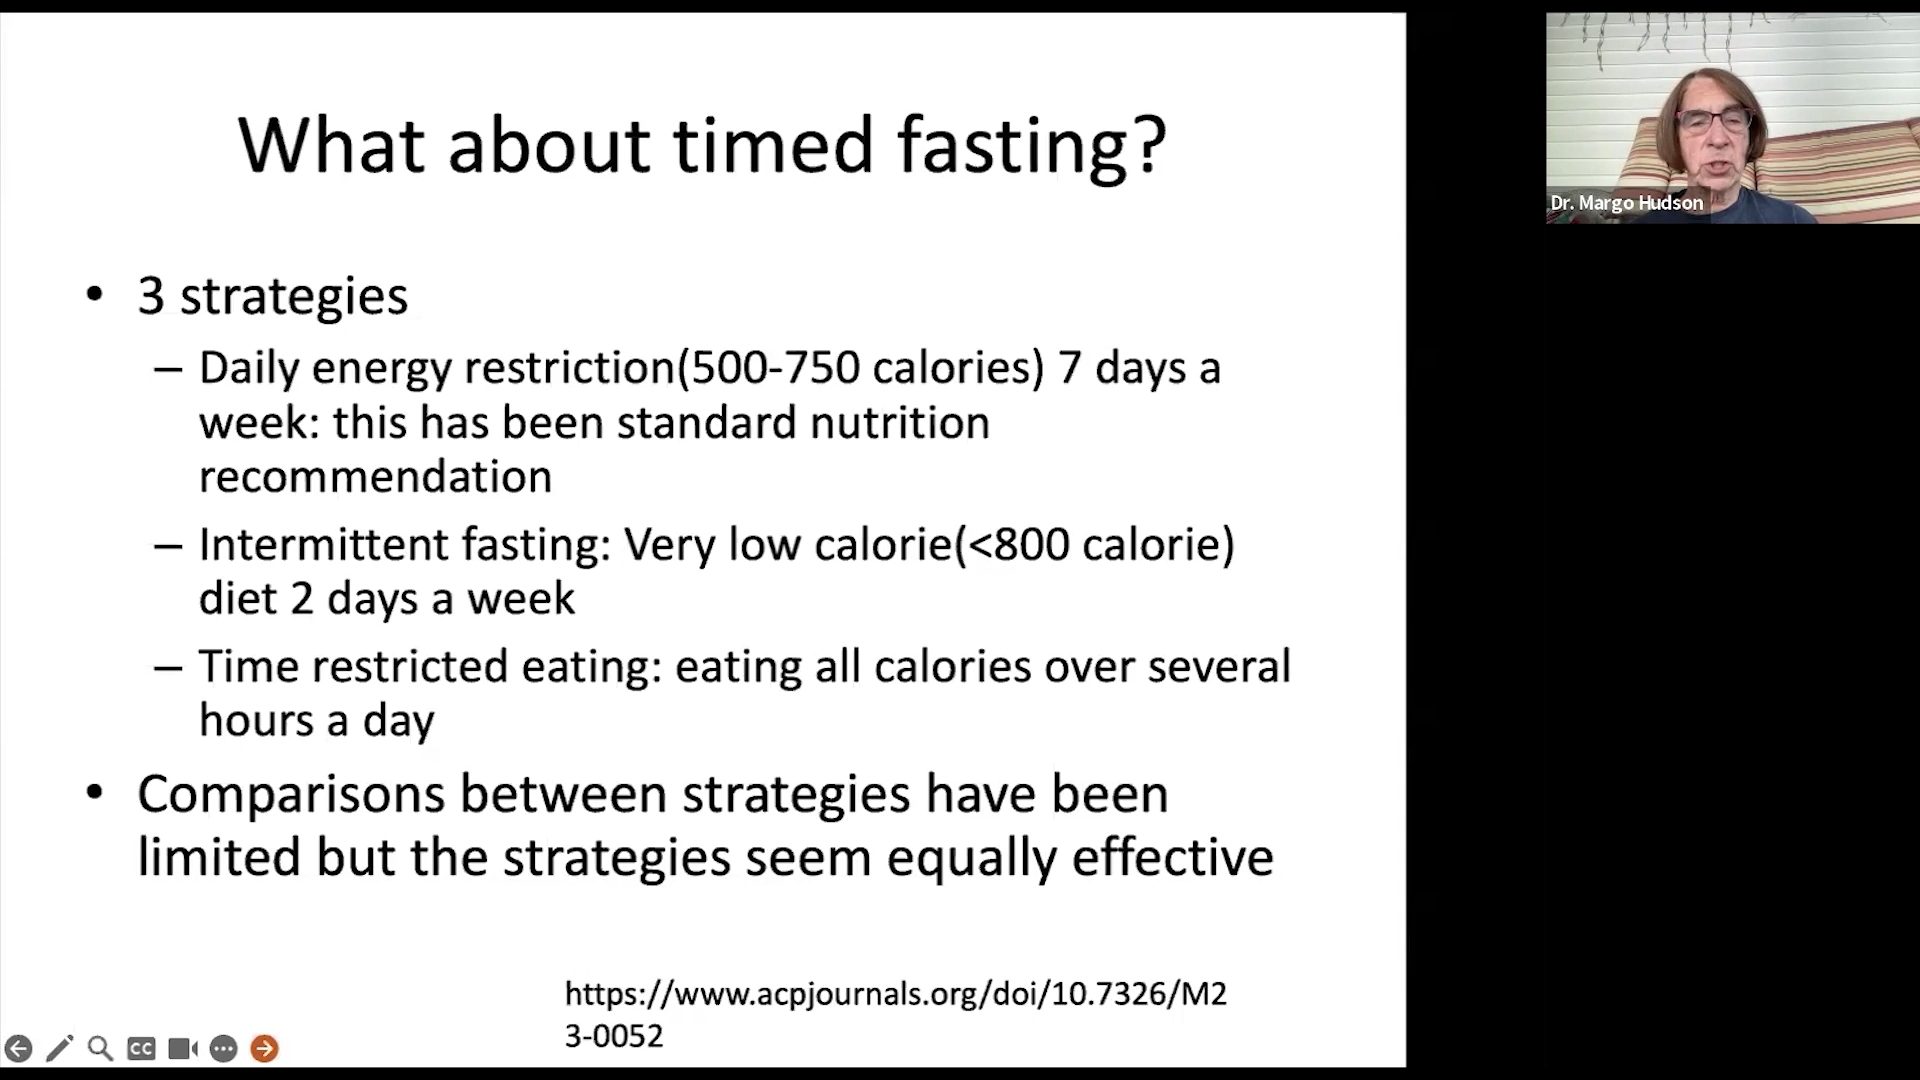 What about timed fasting?
• 3 strategies
– Daily energy restriction(500-750 calories) 7 days a
week: this has been standard nutrition
recommendation
– Intermittent fasting: Very low calorie(<800 calorie)
diet 2 days a week
– Time restricted eating: eating all calories over several
hours a day
• Comparisons between strategies have been
limited but the strategies seem equally effective
https://www.acpjournals.org/doi/10.7326/M2
3-0052
CC
Dr. Margo Hudson